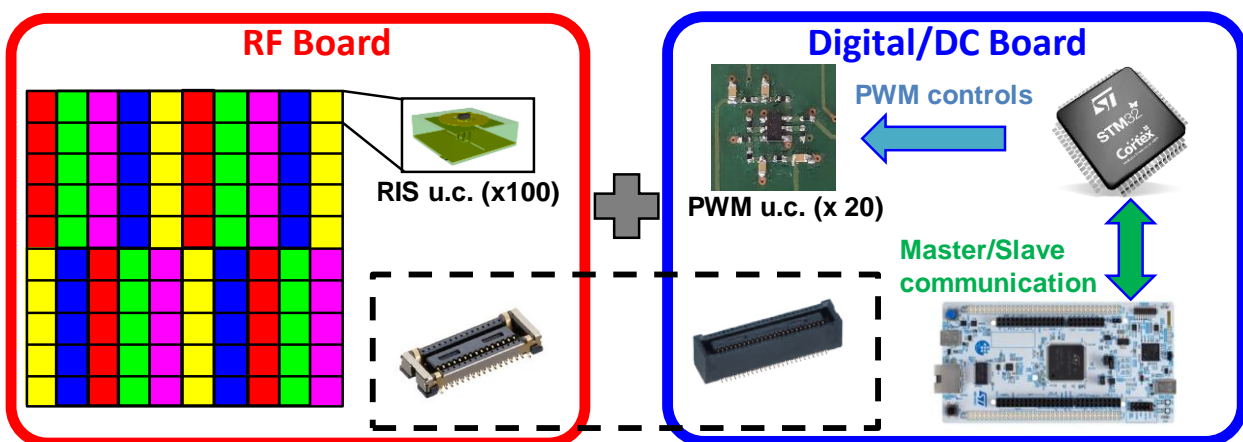 RF Board
RIS u.c. (x100)
Digital/DC Board
PWM controls
PWM u.c. (x 20)
STM32
Cortex
Master/Slave
communication